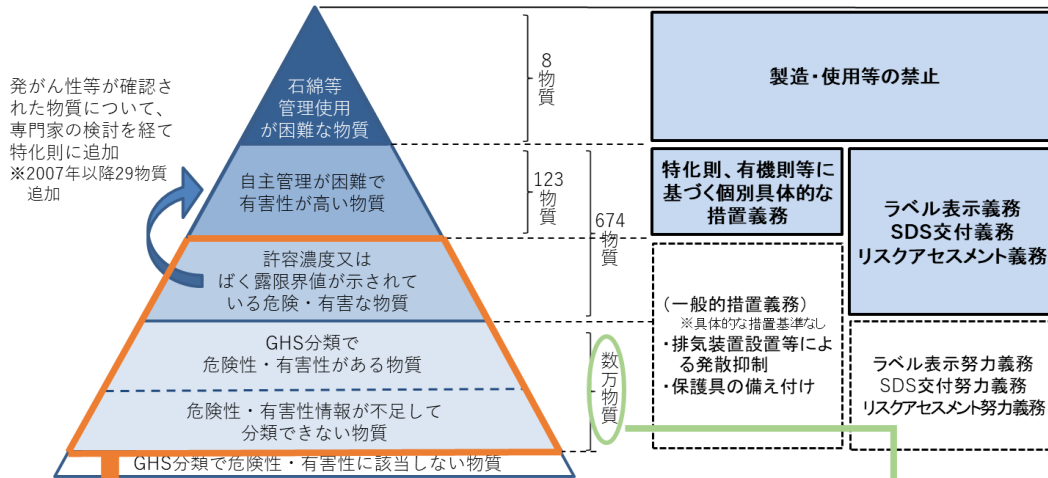 発がん性等が確認され
た物質について、
専門家の検討を経て
特化則に追加
※2007年以降29物質
追加
石綿等
管理使用
が困難な物質
自主管理が困難で
有害性が高い物質
許容濃度又は
ばく露限界値が示されて
いる危険・有害な物質
GHS分類で
危険性・有害性がある物質
危険性・有害性情報が不足して
分類できない物質
GHS分類で危険性・有害性に該当しない物質
8物質
123物質
674物質
数万物質
製造・使用等の禁止
特化則、有機則等に
基づく個別具体的な
措置義務
ラベル表示義務
SDS交付義務
リスクアセスメント義務
(一般的措置義務)
※具体的な措置基準なし
・排気装置設置等によ
る発散抑制
・保護具の備え付け
ラベル表示努力義務
SDS交付努力義務
リスクアセスメント努力義務